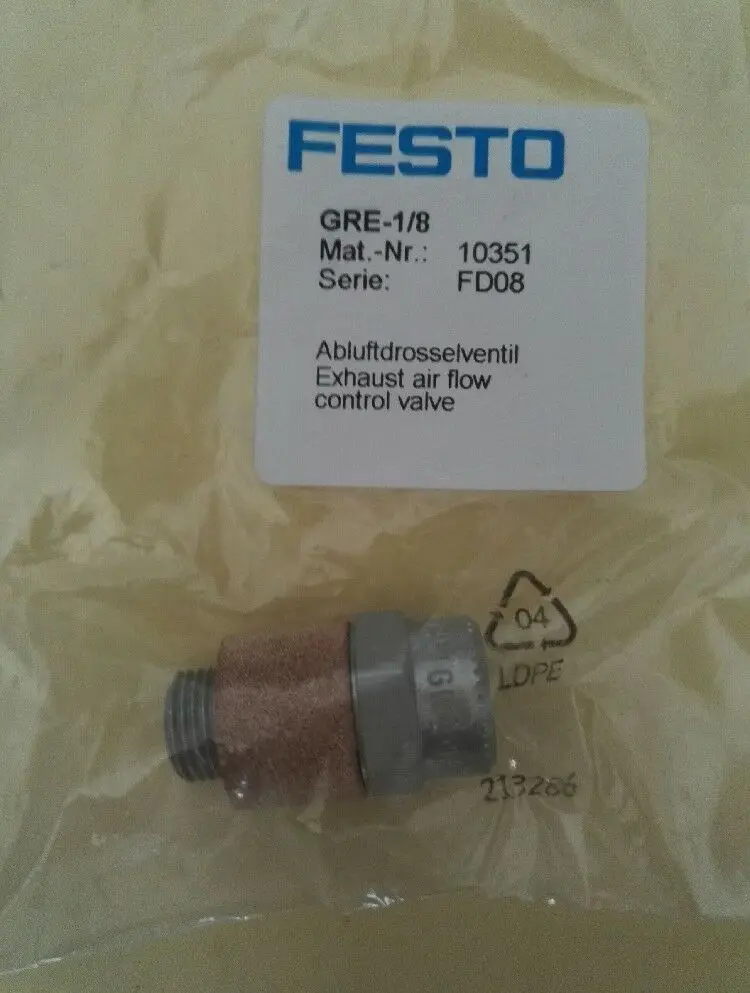 FESTO
GRE-1/8
Mat.-Nr.: 10351
Serie: FD08
Abluftdrosselventil
Exhaust air flow
control valve
04
LDPE
213286